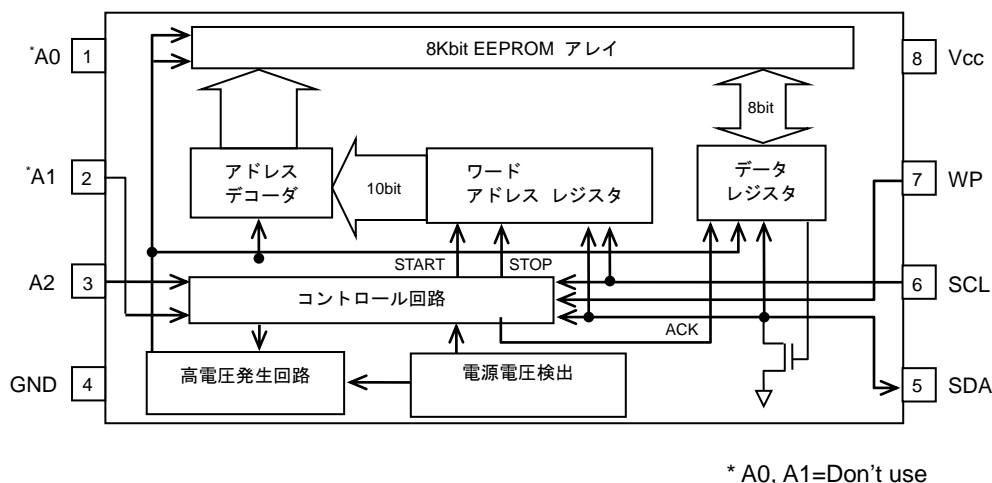 8Kbit EEPROM アレイ
*A0 1
8 Vcc
8bit
*A1 2
アドレス
デコーダ
10bit
ワード
アドレス レジスタ
データ
レジスタ
7 WP
START
STOP
A2 3
コントロール回路
6 SCL
ACK
GND 4
高電圧発生回路
電源電圧検出
5 SDA
* A0, A1=Don't use